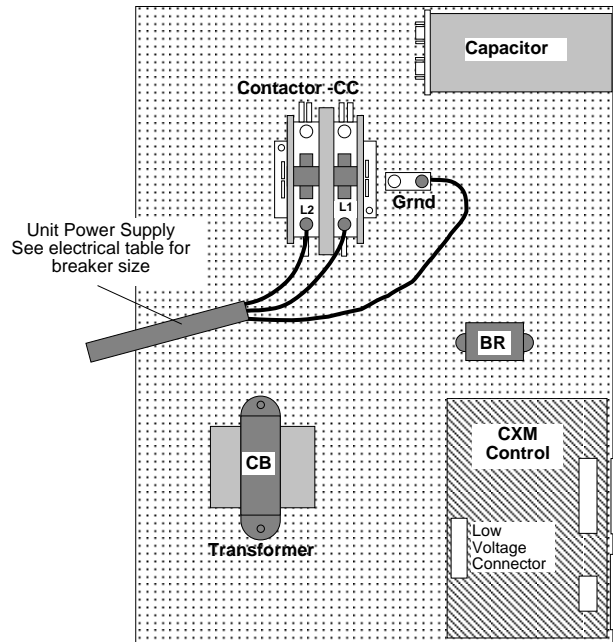 Capacitor
Contactor -CC
L2
L1
Grnd
Unit Power Supply
See electrical table for
breaker size
BR
CXM
Control
CB
Low
Voltage
Connector
Transformer